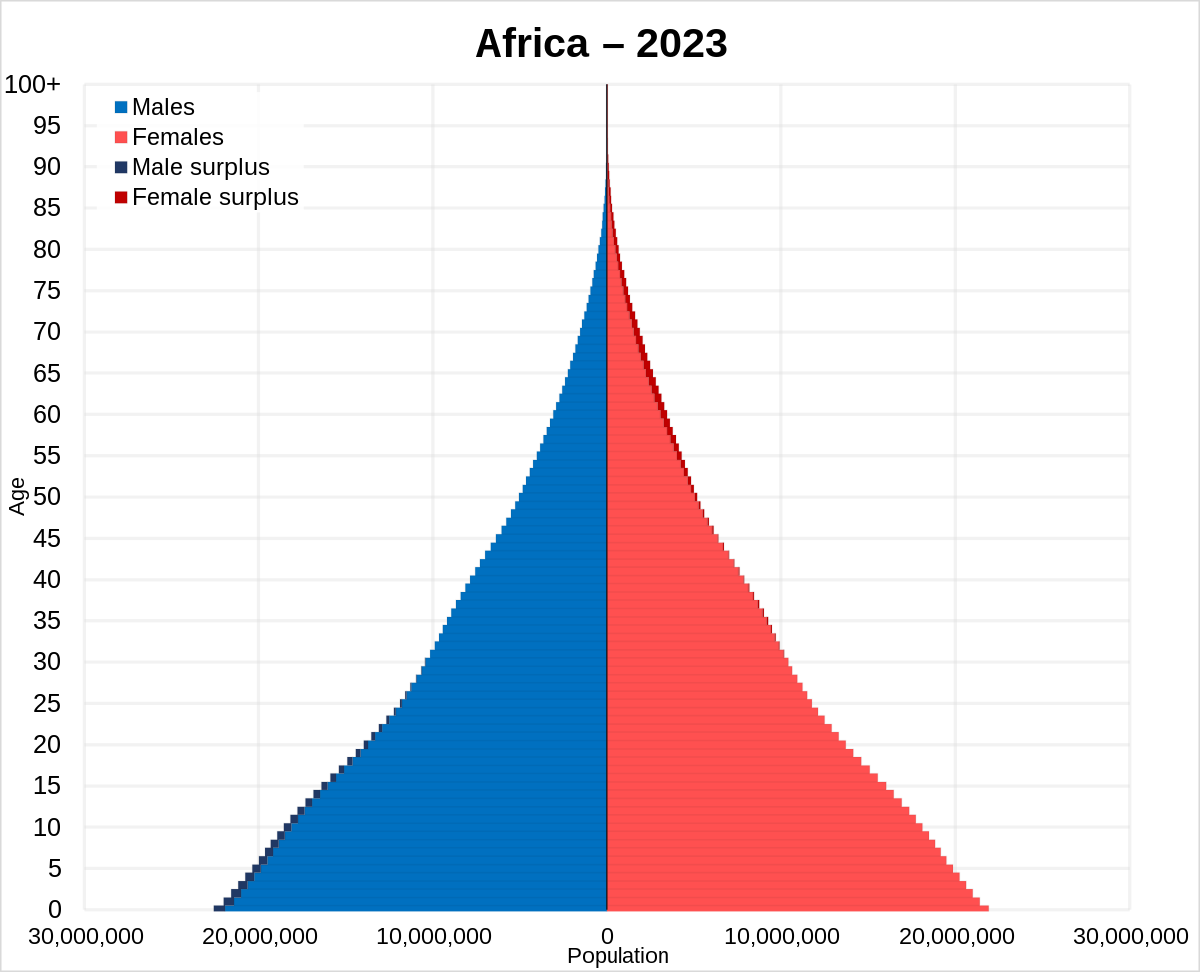 Africa – 2023
100+
95
90
85
80
75
70
65
60
55
50
45
40
35
30
25
20
15
10
5
0
Males
Females
Male surplus
Female surplus
Age
30,000,000 20,000,000 10,000,000 0 10,000,000 20,000,000 30,000,000
Population